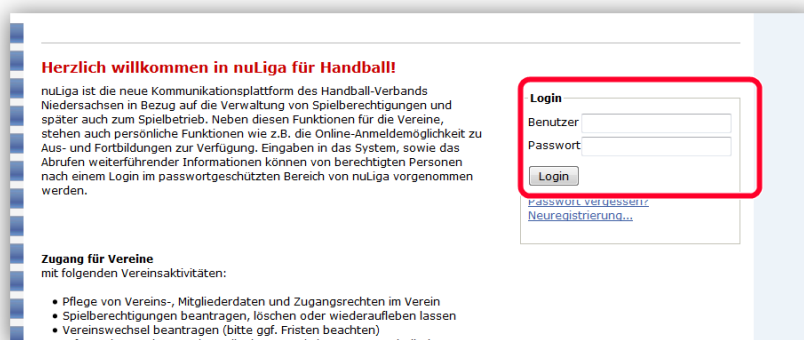 Herzlich willkommen in nuLiga für Handball!
nuLiga ist die neue Kommunikationsplattform des Handball-Verbands
Niedersachsen in Bezug auf die Verwaltung von Spielberechtigungen und
später auch zum Spielbetrieb. Neben diesen Funktionen für die Vereine,
stehen auch persönliche Funktionen wie z.B. die Online-Anmeldemöglichkeit zu
Aus- und Fortbildungen zur Verfügung. Eingaben in das System, sowie das
Abrufen weiterführender Informationen können von berechtigten Personen
nach einem Login im passwortgeschützten Bereich von nuLiga vorgenommen
werden.
Login
Benutzer
Passwort
Login
Passwort vergessen?
Neuregistrierung...
Zugang für Vereine
mit folgenden Vereinsaktivitäten:
• Pflege von Vereins-, Mitgliederdaten und Zugangsrechten im Verein
• Spielberechtigungen beantragen, löschen oder wiederaufleben lassen
• Vereinswechsel beantragen (bitte ggf. Fristen beachten)